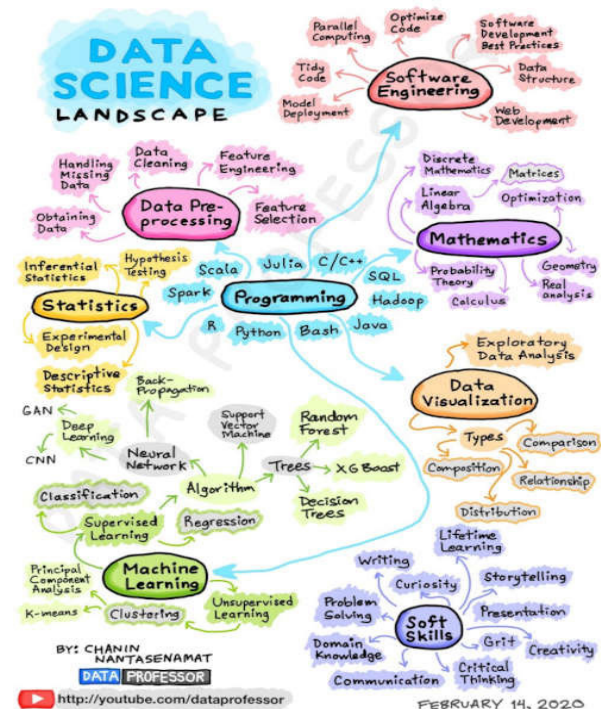 DATA
SCIENCE
LANDSCAPE
Parallel
Computing
Optimize
Code
Software
Development
Best Practices
Tidy
Code
Software
Engineering
Data
Structure
Model
Deployment
Web
Development
Handling
Missing
Data
Data
Cleaning
Feature
Engineering
Obtaining
Data
Data Pre-
processing
Feature
Selection
Discrete
Mathematics
Matrices
Linear
Algebra
Optimization
Mathematics
Probability
Theory
Calculus
Geometry
Real
analysis
Inferential
Statistics
Hypothesis
Testing
Statistics
Experimental
Design
Descriptive
Statistics
Scala
Julia
C/C++
SQL
Spark
Programming
Hadoop
R
Python
Bash
Java
Exploratory
Data Analysis
Data
Visualization
Types
Comparison
Composition
Relationship
Distribution
Back-
Propagation
GAN
Deep
Learning
CNN
Neural
Network
Support
Vector
Machine
Random
Forest
Trees
XG Boast
Algorithm
Decision
Trees
Classification
Supervised
Learning
Regression
Principal
Component
Analysis
Machine
Learning
K-means
Clustering
Unsupervised
Learning
Lifetime
Learning
Writing
Curiosity
Storytelling
Problem
Solving
Soft
Skills
Presentation
Domain
Knowledge
Grit
Creativity
Communication
Critical
Thinking
BY: CHANIN
NANTASENAMAT
DATA PROFESSOR
http://youtube.com/dataprofessor
FEBRUARY 14, 2020